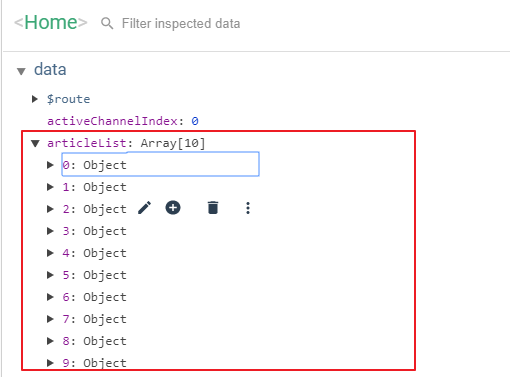 <Home> Filter inspected data
data
$route
activeChannelIndex: 0
articleList: Array[10]
0: Object
1: Object
2: Object
3: Object
4: Object
5: Object
6: Object
7: Object
8: Object
9: Object